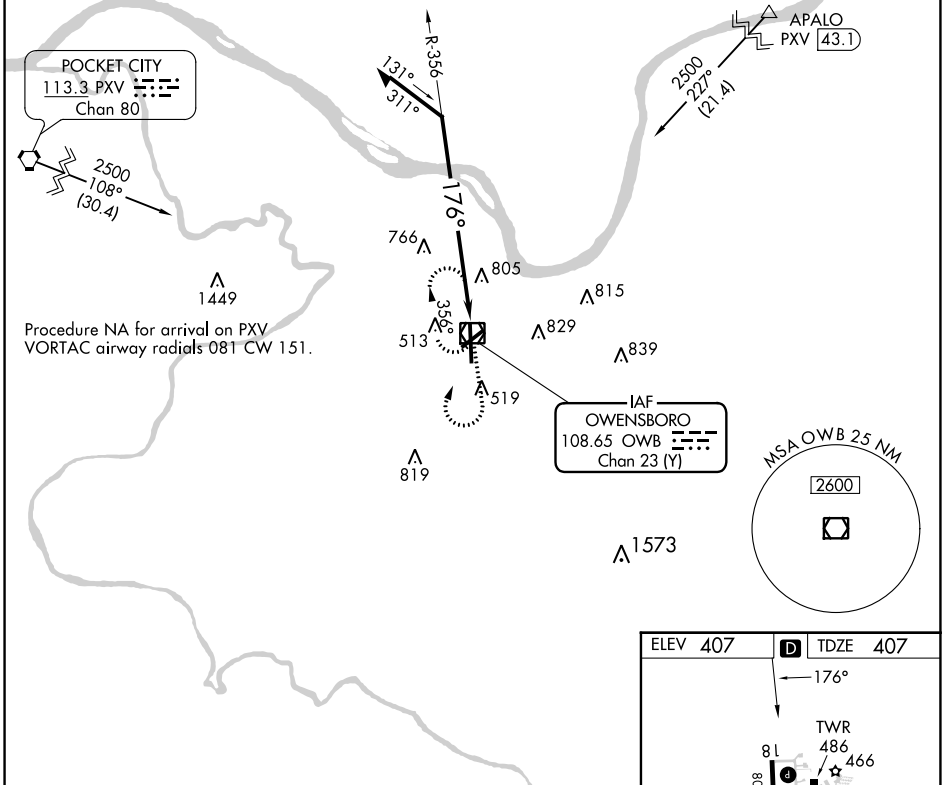 POCKET CITY
113.3 PXV
Chan 80
2500
108°
(30.4)
R-356
131°
311°
176°
APALO
PXV 43.1
2500
227°
(21.4)
766
805
815
829
839
1449
356°
513
519
819
1573
Procedure NA for arrival on PXV
VORTAC airway radials 081 CW 151.
IAF
OWENSBORO
108.65 OWB
Chan 23 (Y)
MSA OWB 25 NM
2600
ELEV 407
D
TDZE 407
176°
TWR
486
466
18
P
80